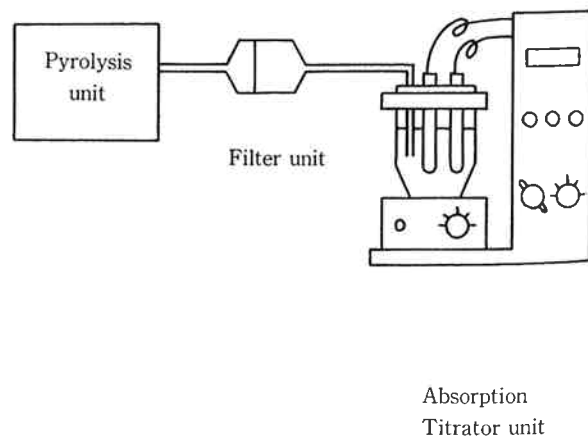 Pyrolysis
unit
Filter unit
Absorption
Titrator unit